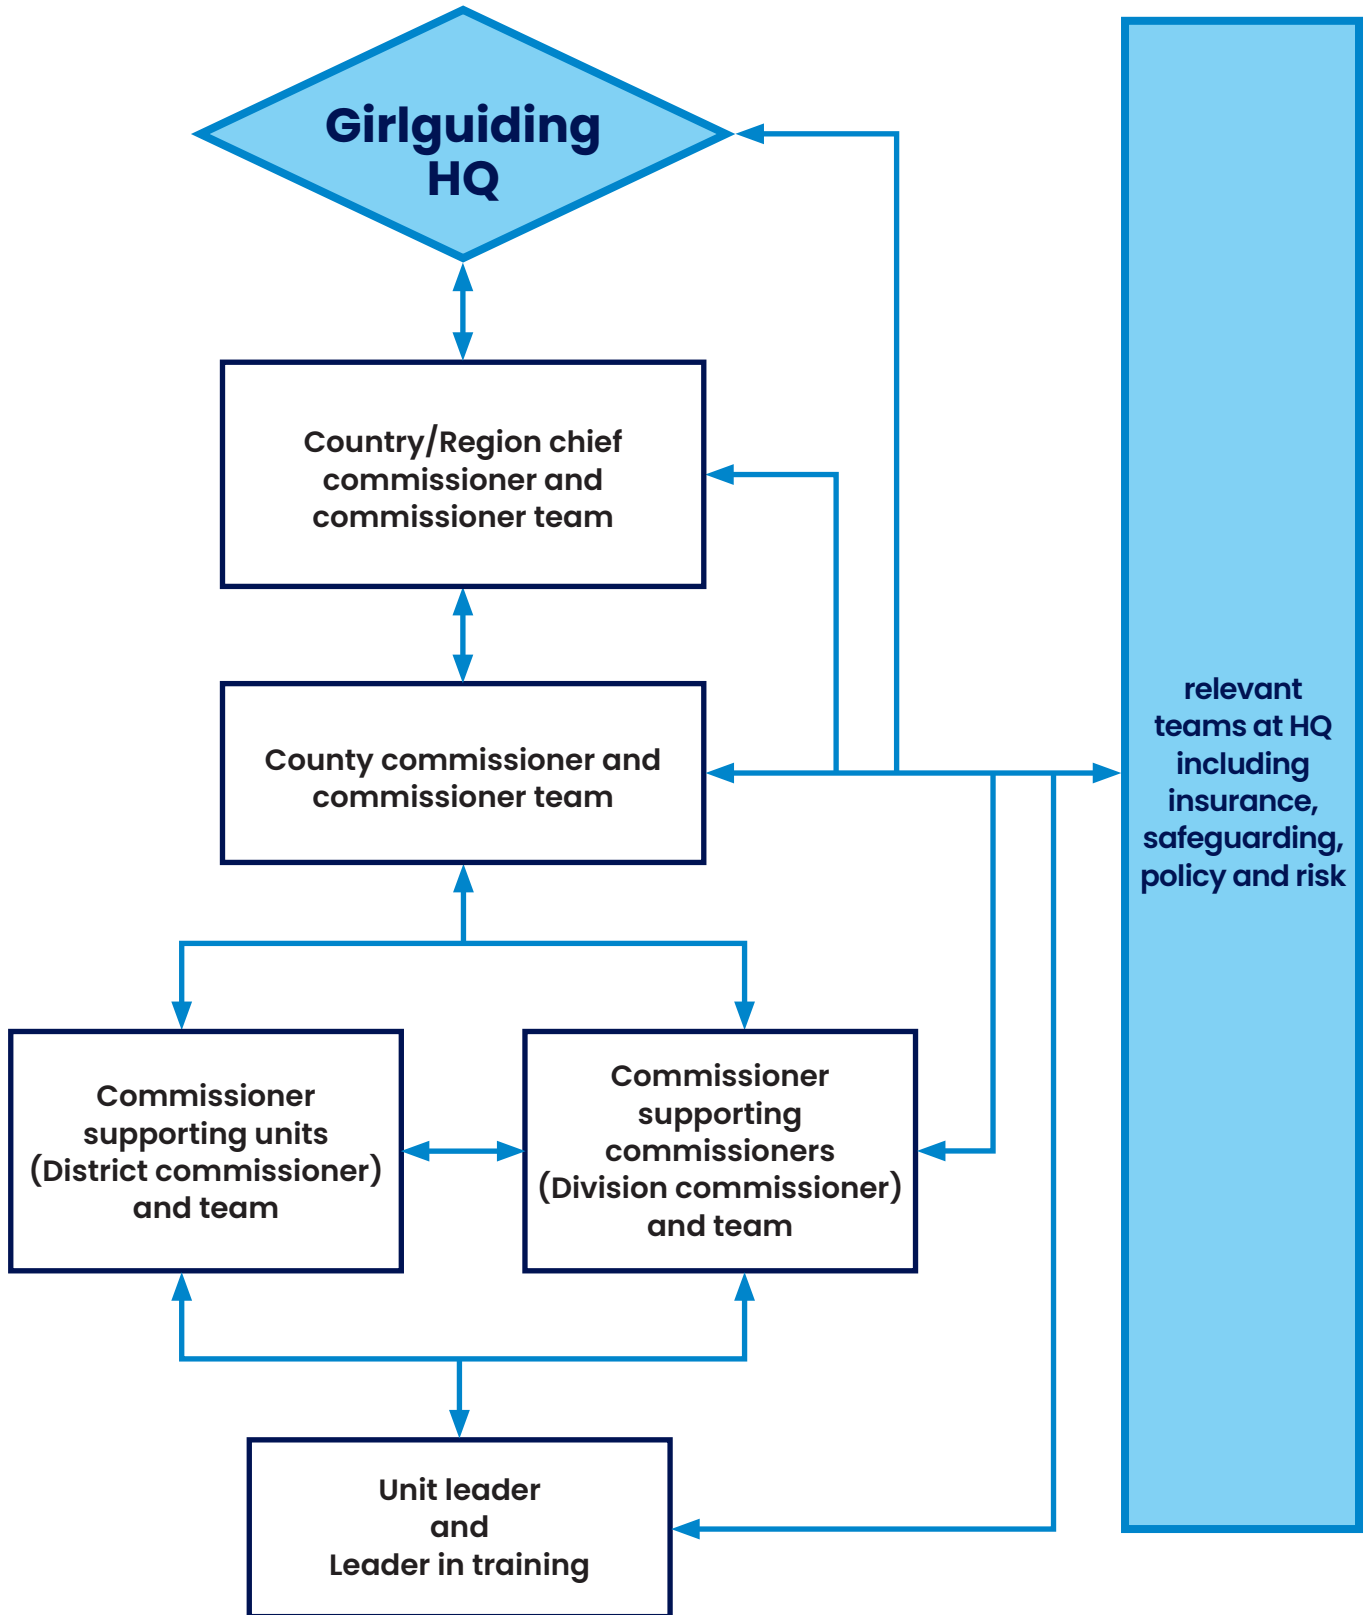 Girlguiding
HQ
Country/Region chief
commissioner and
commissioner team
County commissioner and
commissioner team
relevant
teams at HQ
including
insurance,
safeguarding,
policy and risk
Commissioner
supporting units
(District commissioner)
and team
Commissioner
supporting
commissioners
(Division commissioner)
and team
Unit leader
and
Leader in training